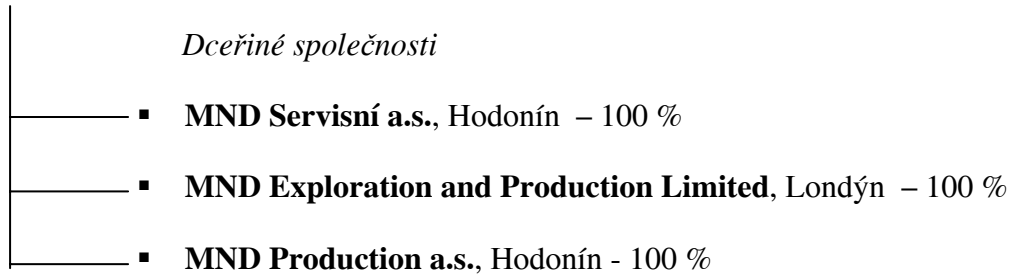 Dceřiné společnosti
▪ MND Servisní a.s., Hodonín – 100 %
▪ MND Exploration and Production Limited, Londýn – 100 %
▪ MND Production a.s., Hodonín - 100 %